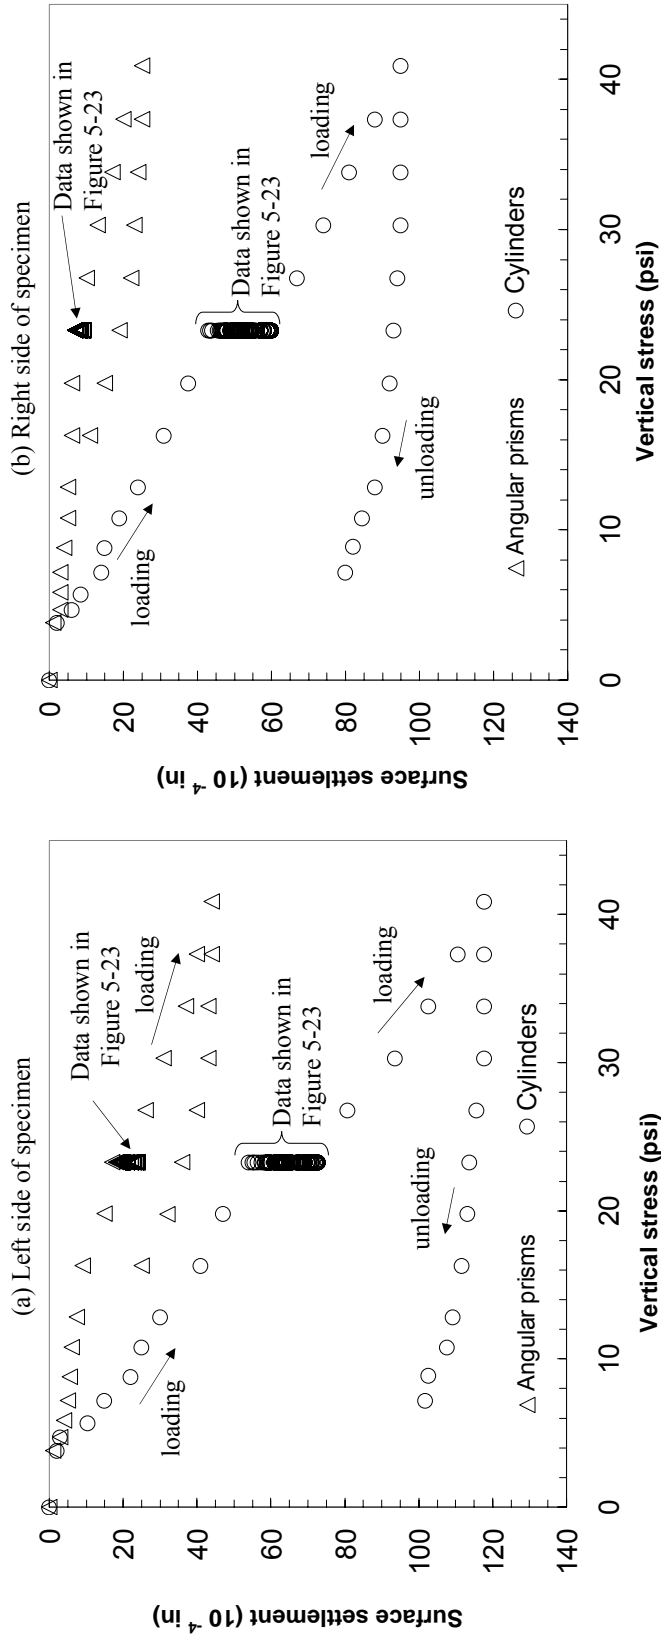 (a) Left side of specimen
0
20
40
60
80
100
120
140
Surface settlement (10⁻⁴ in)
0
10
20
30
40
Vertical stress (psi)
Data shown in
Figure 5-23
loading
loading
Data shown in
Figure 5-23
loading
unloading
Angular prisms
Cylinders
(b) Right side of specimen
0
20
40
60
80
100
120
140
Surface settlement (10⁻⁴ in)
0
10
20
30
40
Vertical stress (psi)
Data shown in
Figure 5-23
loading
Data shown in
Figure 5-23
loading
unloading
Angular prisms
Cylinders